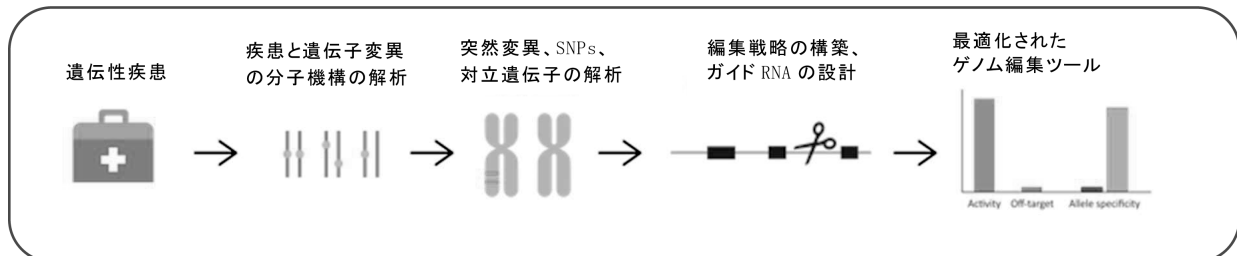 遺伝性疾患
疾患と遺伝子変異
の分子機構の解析
突然変異、SNPs、
対立遺伝子の解析
編集戦略の構築、
ガイド RNA の設計
最適化された
ゲノム編集ツール
Activity
Off-target
Allele specificity